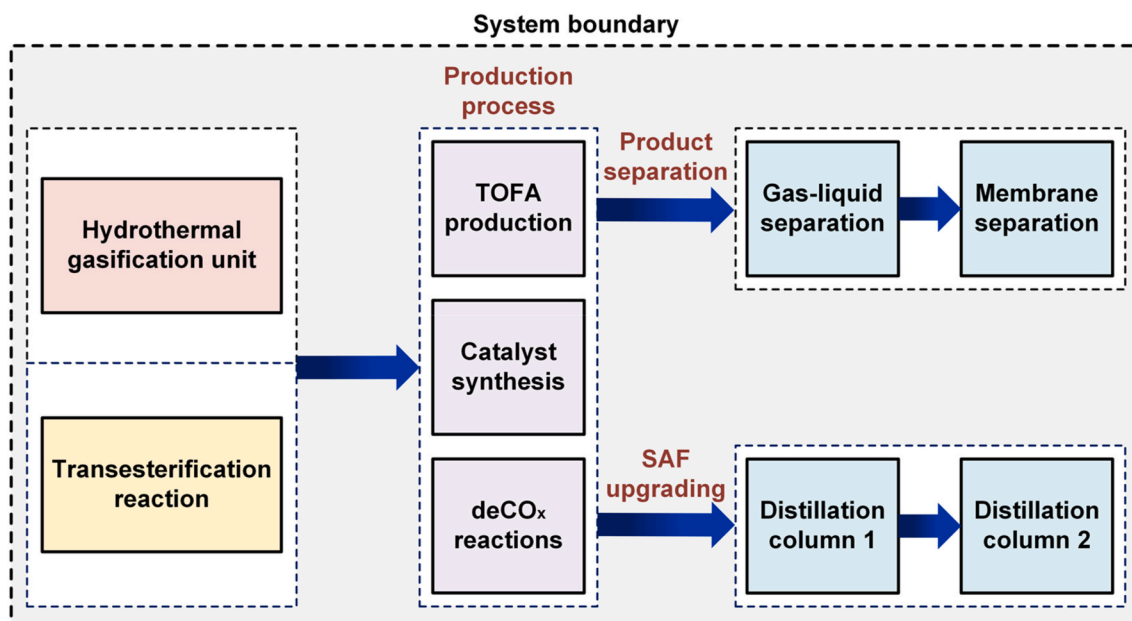 System boundary
Hydrothermal
gasification unit
Transesterification
reaction
Production
process
TOFA
production
Catalyst
synthesis
deCOₓ
reactions
Product
separation
Gas-liquid
separation
Membrane
separation
SAF
upgrading
Distillation
column 1
Distillation
column 2